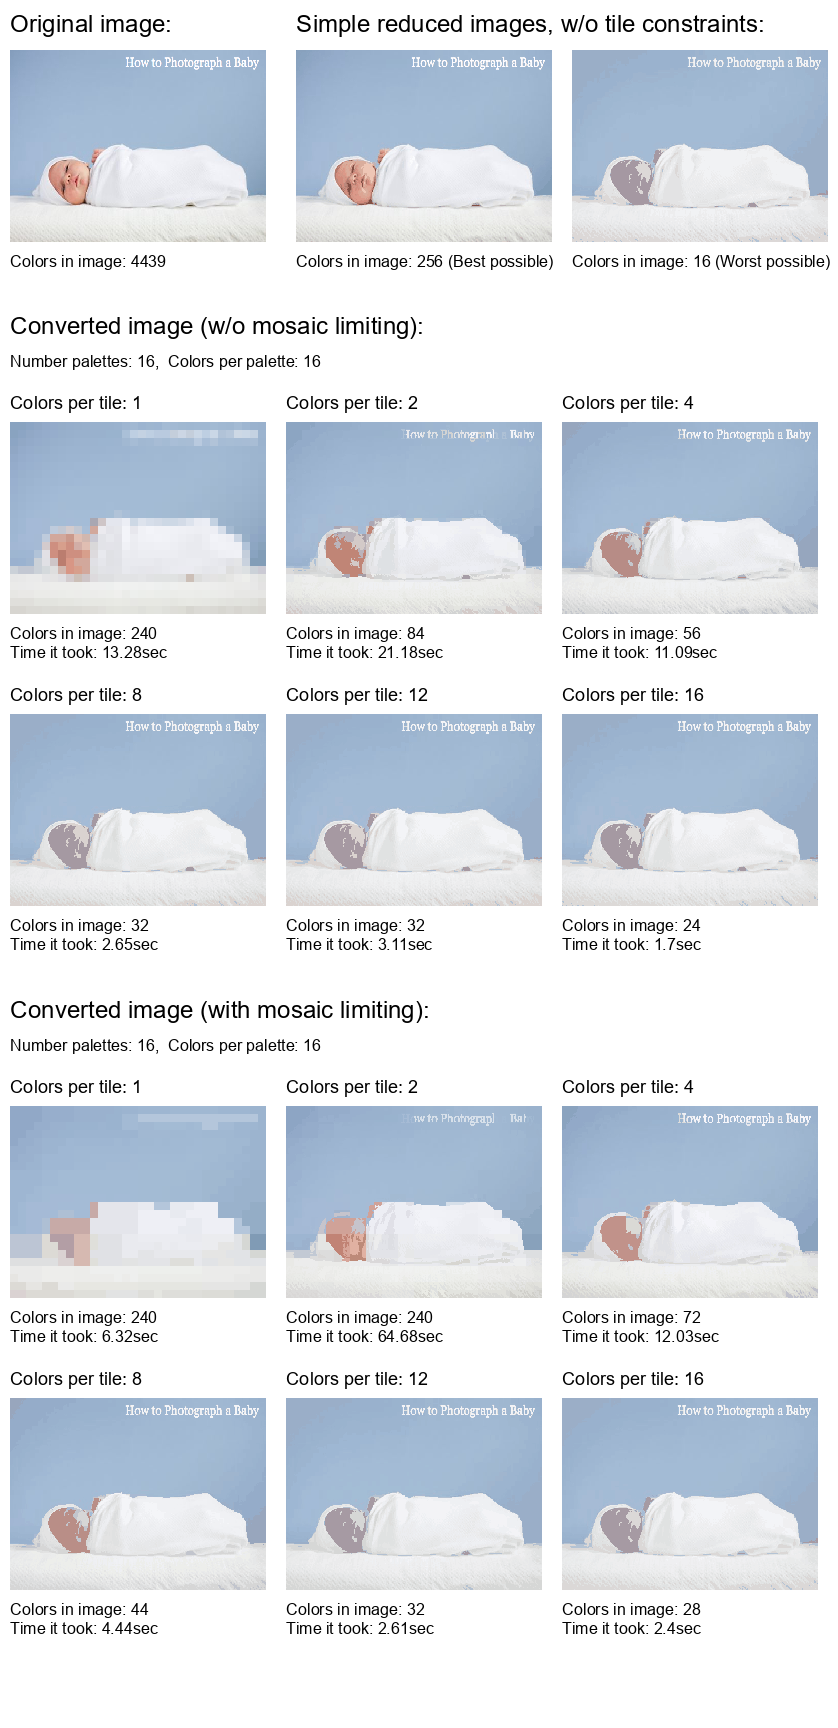 Original image:
Simple reduced images, w/o tile constraints:
How to Photograph a Baby
How to Photograph a Baby
How to Photograph a Baby
Colors in image: 4439
Colors in image: 256 (Best possible)
Colors in image: 16 (Worst possible)
Converted image (w/o mosaic limiting):
Number palettes: 16,  Colors per palette: 16
Colors per tile: 1
Colors per tile: 2
Colors per tile: 4
How to Photograph a Baby
How to Photograph a Baby
Colors in image: 240
Time it took: 13.28sec
Colors in image: 84
Time it took: 21.18sec
Colors in image: 56
Time it took: 11.09sec
Colors per tile: 8
Colors per tile: 12
Colors per tile: 16
How to Photograph a Baby
How to Photograph a Baby
How to Photograph a Baby
Colors in image: 32
Time it took: 2.65sec
Colors in image: 32
Time it took: 3.11sec
Colors in image: 24
Time it took: 1.7sec
Converted image (with mosaic limiting):
Number palettes: 16,  Colors per palette: 16
Colors per tile: 1
Colors per tile: 2
Colors per tile: 4
to Photograph
How to Photograph a Baby
Colors in image: 240
Time it took: 6.32sec
Colors in image: 240
Time it took: 64.68sec
Colors in image: 72
Time it took: 12.03sec
Colors per tile: 8
Colors per tile: 12
Colors per tile: 16
How to Photograph a Baby
How to Photograph a Baby
How to Photograph a Baby
Colors in image: 44
Time it took: 4.44sec
Colors in image: 32
Time it took: 2.61sec
Colors in image: 28
Time it took: 2.4sec